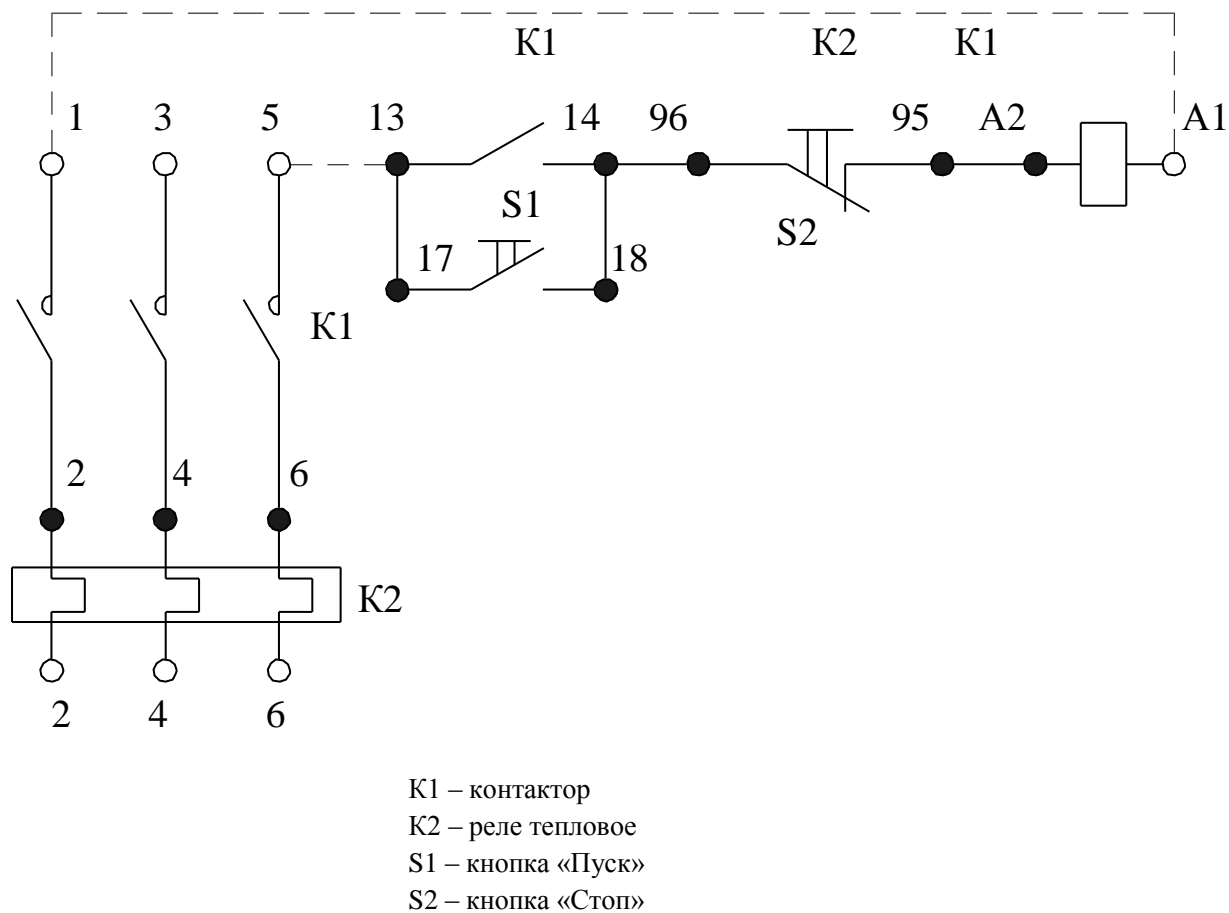 К1 К2 К1
1 3 5 13 14 96 95 А2 А1
S1
S2
17 18
К1
2 4 6
К2
2 4 6
К1 – контактор
К2 – реле тепловое
S1 – кнопка «Пуск»
S2 – кнопка «Стоп»